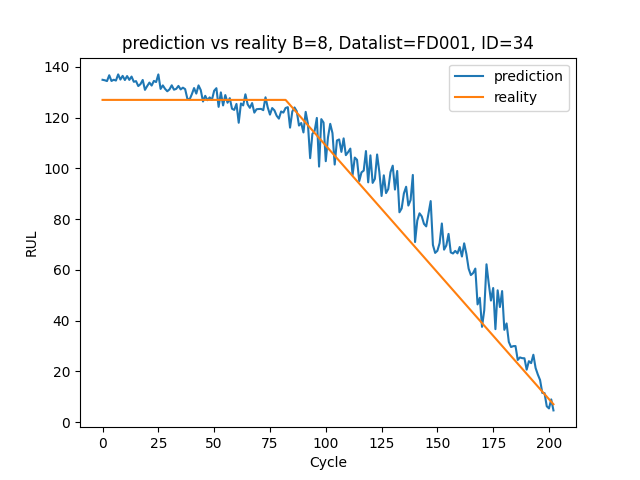 prediction vs reality B=8, Datalist=FD001, ID=34
prediction
reality
RUL
140
120
100
80
60
40
20
0
0 25 50 75 100 125 150 175 200
Cycle